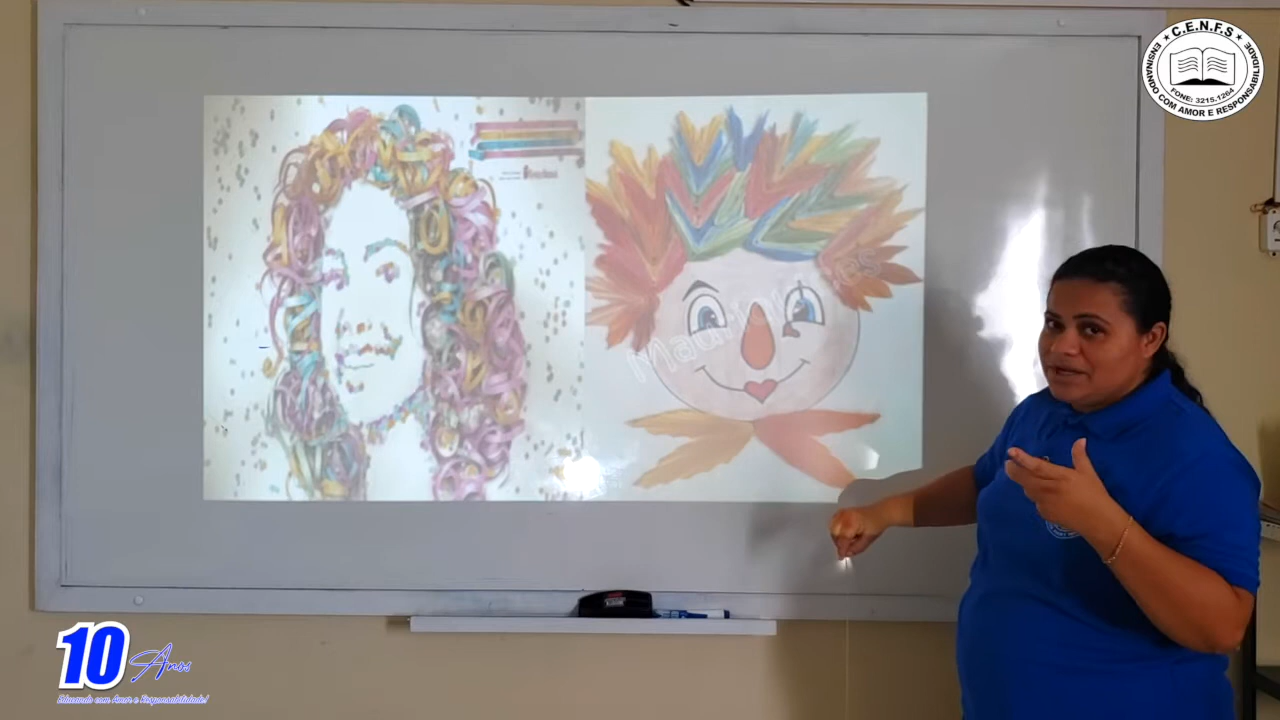 ★ C.E.N.F.S ★
ENSINANDO COM AMOR E RESPONSABILIDADE
FONE: 3215.1264
10 Anos
Educando com Amor e Responsabilidade!